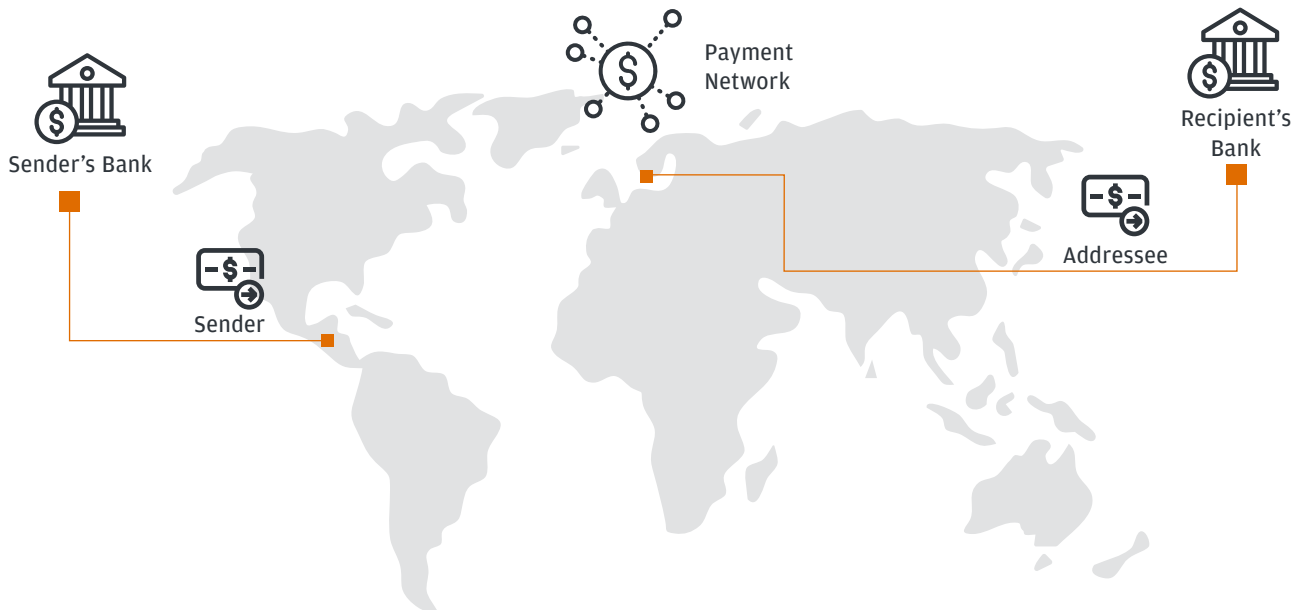 Payment
Network
Sender’s Bank
Recipient’s
Bank
Sender
Addressee
$
$
$
-$-
-$-